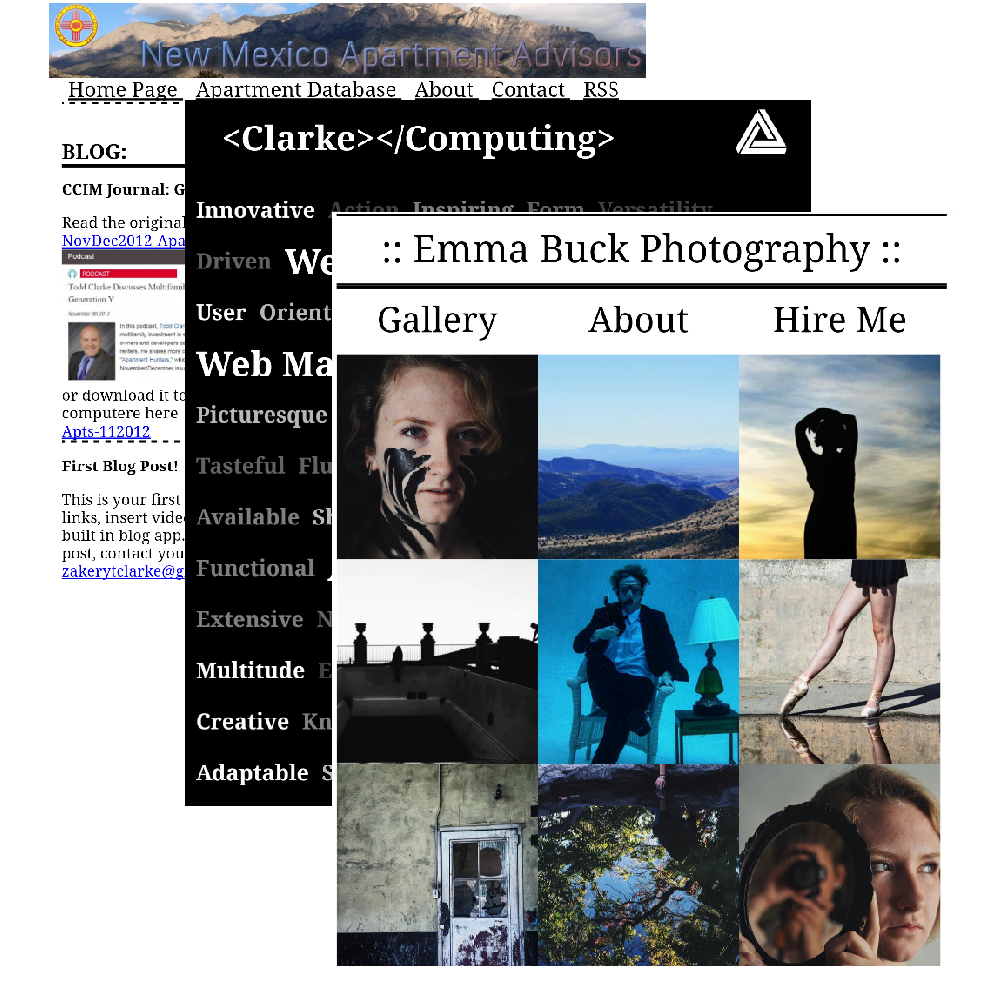 New Mexico Apartment Advisors
Home Page Apartment Database About Contact RSS
BLOG:
CCIM Journal: G
Read the original
NovDec2012 Apa
Podcast
PODCAST
Todd Clarke Discusses Multifamil
Generation Y
November 8th 2012
In this podcast, Todd Clar
multifamily investment is
owners and developers
renters. He shares more
"Apartment Hunters,"
November/December
or download it to
computere here
Apts-112012
First Blog Post!
This is your first
links, insert vide
built in blog app.
post, contact you
zakerytclarke@g
<Clarke></Computing>
Innovative Action Inspiring Form Versatility
Driven We
User Orient
Web Ma
Picturesque
Tasteful Flu
Available Sh
Functional
Extensive N
Multitude E
Creative Kn
Adaptable S
:: Emma Buck Photography ::
Gallery About Hire Me